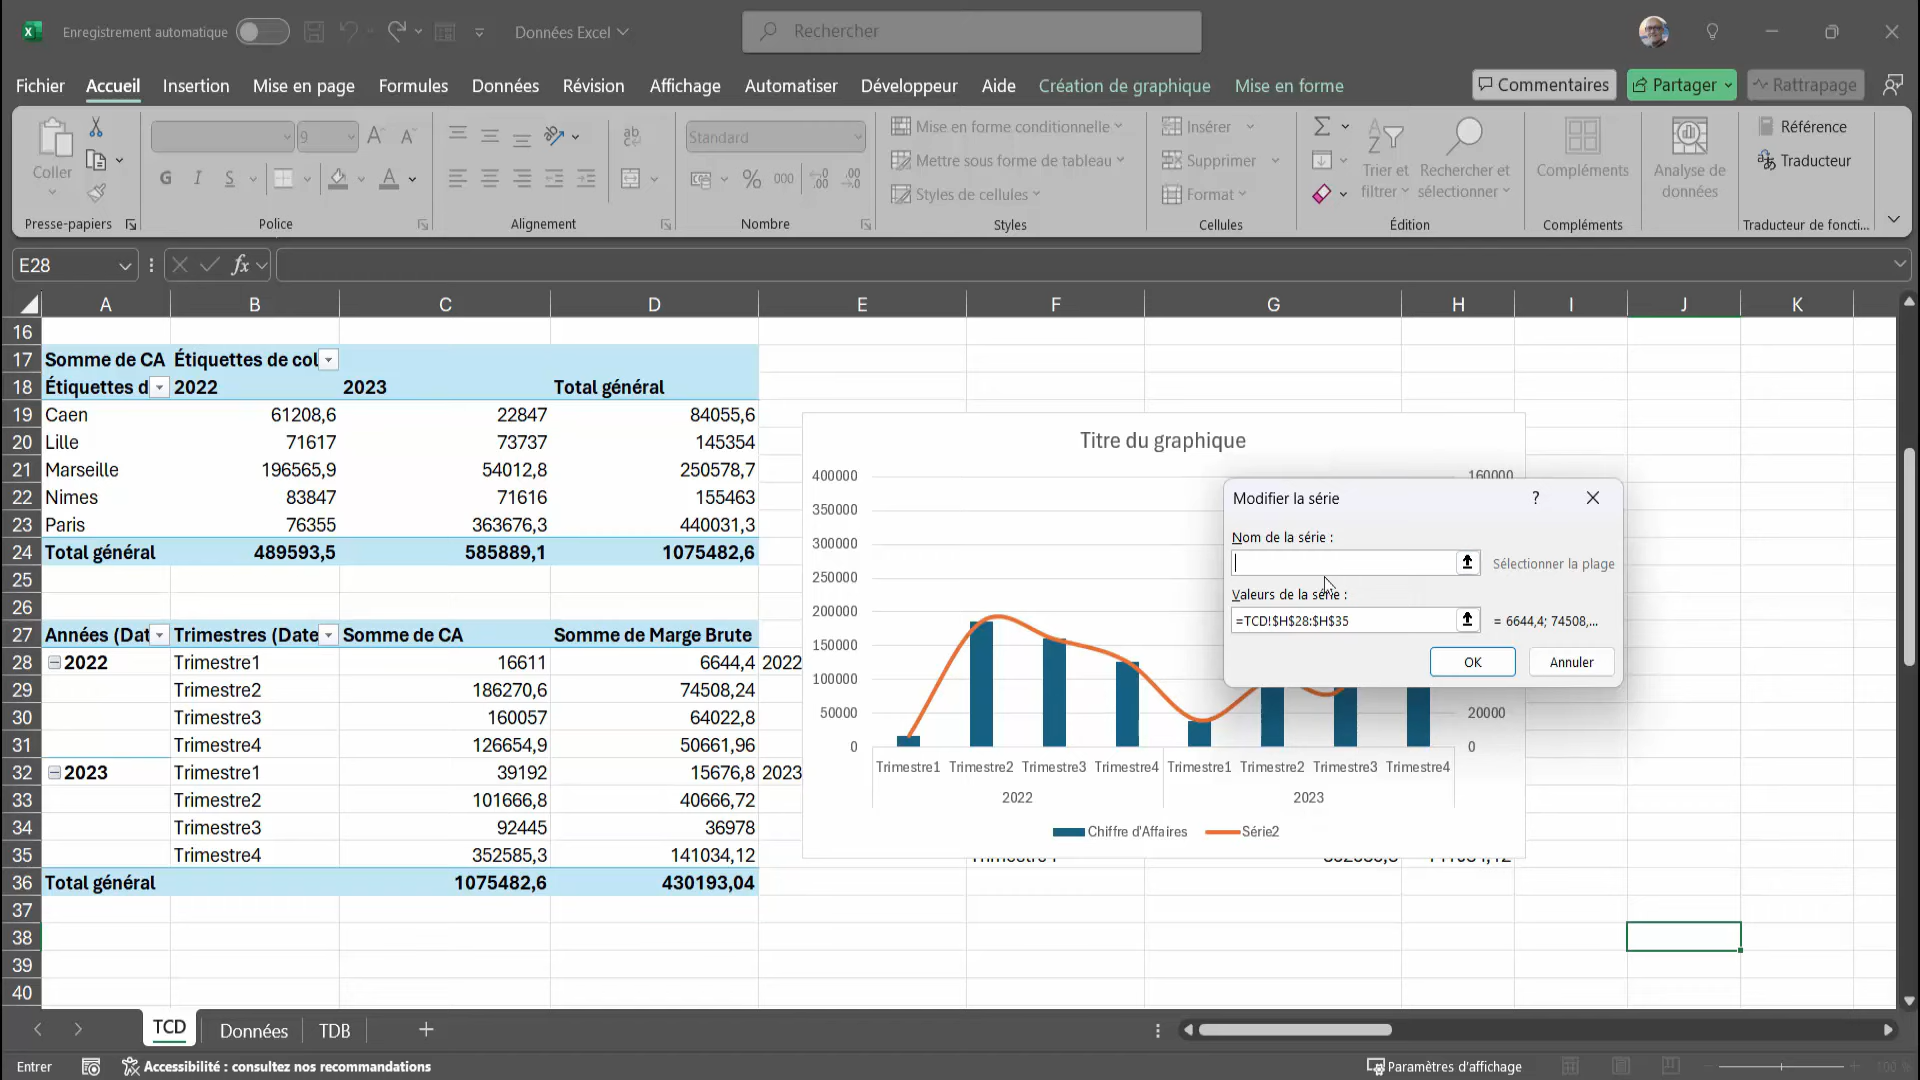 Enregistrement automatique
Données Excel
Rechercher
Fichier Accueil Insertion Mise en page Formules Données Révision Affichage Automatiser Développeur Aide Création de graphique Mise en forme
Commentaires Partager Rattrapage
9
Standard
Mise en forme conditionnelle
Insérer
Référence
Coller
Mettre sous forme de tableau
Supprimer
Trier et filtrer
Rechercher et sélectionner
Compléments
Analyse de données
Traducteur
G I S
% 000
Styles de cellules
Format
Presse-papiers Police Alignement Nombre Styles Cellules Édition Compléments Traducteur de foncti...
E28 fx
A B C D E F G H I J K
16
17 Somme de CA Étiquettes de col
18 Étiquettes d 2022 2023 Total général
19 Caen 61208,6 22847 84055,6
20 Lille 71617 73737 145354
21 Marseille 196565,9 54012,8 250578,7
22 Nimes 83847 71616 155463
23 Paris 76355 363676,3 440031,3
24 Total général 489593,5 585889,1 1075482,6
25
26
27 Années (Dat Trimestres (Date Somme de CA Somme de Marge Brute
28 2022 Trimestre1 16611 6644,4 2022
29 Trimestre2 186270,6 74508,24
30 Trimestre3 160057 64022,8
31 Trimestre4 126654,9 50661,96
32 2023 Trimestre1 39192 15676,8 2023
33 Trimestre2 101666,8 40666,72
34 Trimestre3 92445 36978
35 Trimestre4 352585,3 141034,12
36 Total général 1075482,6 430193,04
37
38
39
40
Titre du graphique
400000
350000
300000
250000
200000
150000
100000
50000
0
160000
20000
0
Trimestre1 Trimestre2 Trimestre3 Trimestre4 Trimestre1 Trimestre2 Trimestre3 Trimestre4
2022 2023
Chiffre d'Affaires Série2
Modifier la série ?
Nom de la série :
Sélectionner la plage
Valeurs de la série :
=TCD!$H$28:$H$35 = 6644,4; 74508,...
OK Annuler
TCD Données TDB
Entrer
Accessibilité : consultez nos recommandations
Paramètres d'affichage
100 %